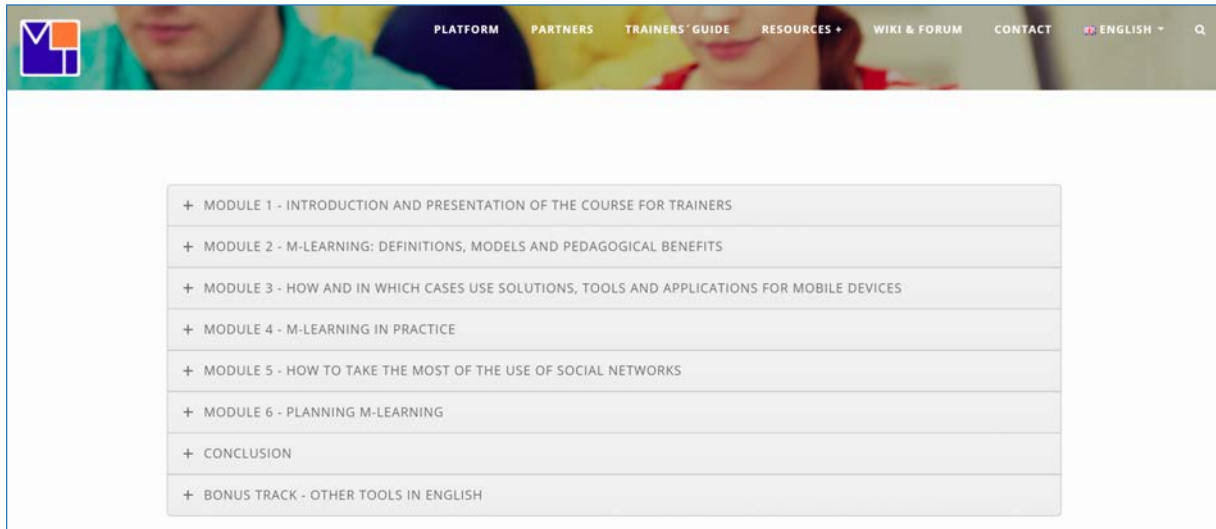 PLATFORM PARTNERS TRAINERS´GUIDE RESOURCES + WIKI & FORUM CONTACT ENGLISH
+ MODULE 1 - INTRODUCTION AND PRESENTATION OF THE COURSE FOR TRAINERS
+ MODULE 2 - M-LEARNING: DEFINITIONS, MODELS AND PEDAGOGICAL BENEFITS
+ MODULE 3 - HOW AND IN WHICH CASES USE SOLUTIONS, TOOLS AND APPLICATIONS FOR MOBILE DEVICES
+ MODULE 4 - M-LEARNING IN PRACTICE
+ MODULE 5 - HOW TO TAKE THE MOST OF THE USE OF SOCIAL NETWORKS
+ MODULE 6 - PLANNING M-LEARNING
+ CONCLUSION
+ BONUS TRACK - OTHER TOOLS IN ENGLISH